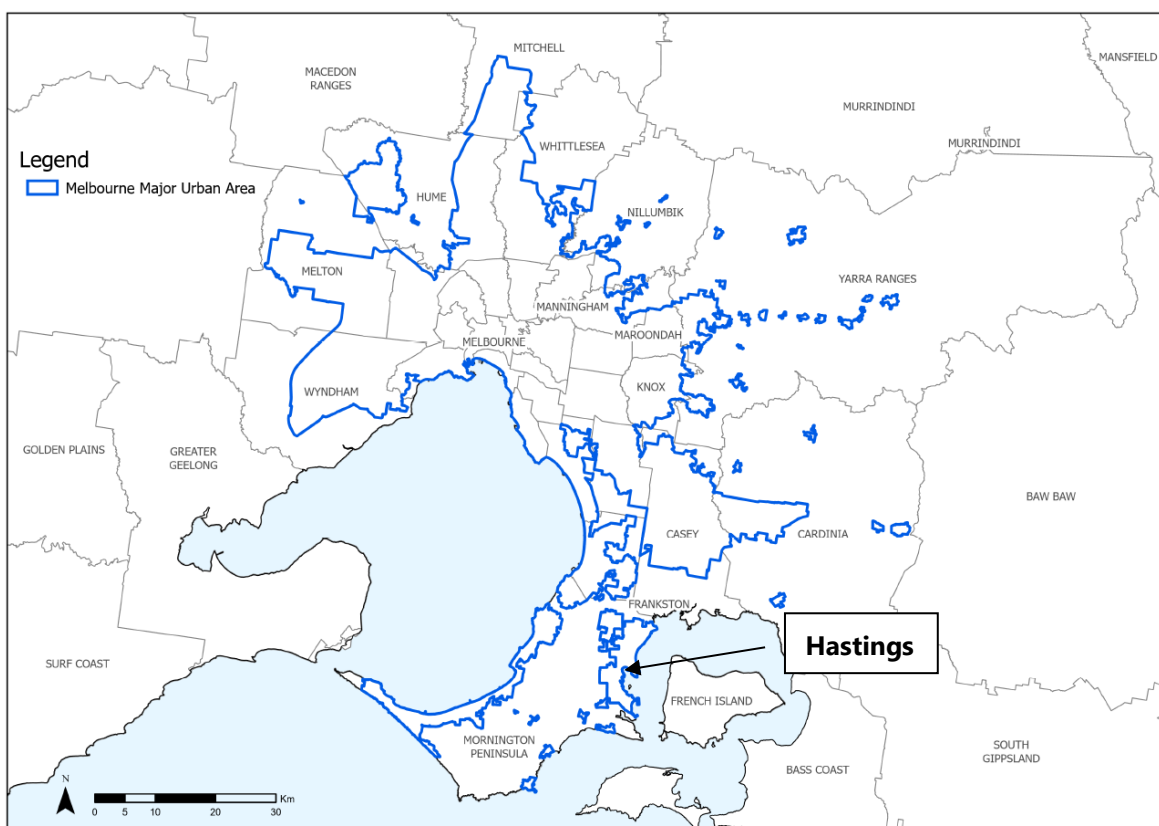 MITCHELL
MANSFIELD
MACEDON
RANGES
MURRINDINDI
MURRINDINDI
WHITTLESEA
Legend
Melbourne Major Urban Area
HUME
NILLUMBIK
MELTON
YARRA RANGES
MANNINGHAM
MAROONDAH
MELBOURNE
KNOX
WYNDHAM
GOLDEN PLAINS
GREATER
GEELONG
BAW BAW
CASEY
CARDINIA
FRANKSTON
Hastings
SURF COAST
FRENCH ISLAND
MORNINGTON
PENINSULA
SOUTH
GIPPSLAND
BASS COAST
N
Km
0 5 10 20 30